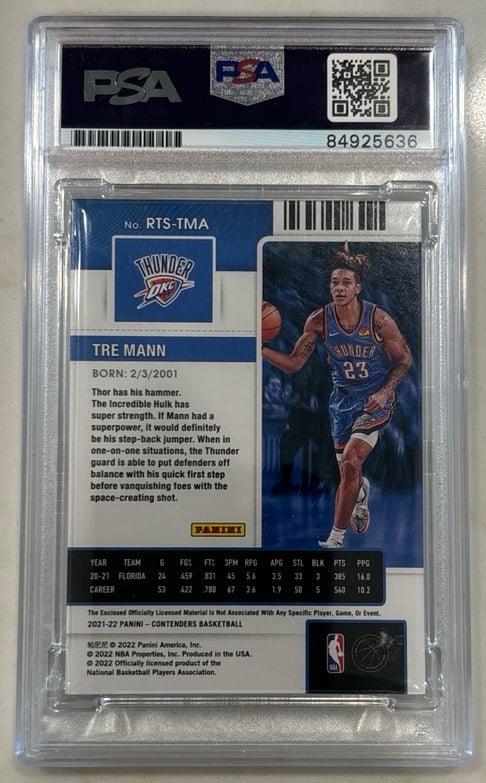 PSA
PSA
84925636
No. RTS-TMA
THUNDER
OKC
TRE MANN
BORN: 2/3/2001
Thor has his hammer.
The Incredible Hulk has
super strength. If Mann had a
superpower, it would definitely
be his step-back jumper. When in
one-on-one situations, the Thunder
guard is able to put defenders off
balance with his quick first step
before vanquishing foes with the
space-creating shot.
THUNDER
23
PANINI
YEAR TEAM G FG% FT% 3PM RPG APG STL BLK PTS PPG
20-21 FLORIDA 24 .459 .831 45 5.6 3.5 33 3 385 16.0
CAREER 53 .422 .788 67 3.6 1.9 50 5 540 10.2
The Enclosed Officially Licensed Material Is Not Associated With Any Specific Player, Game, Or Event.
2021-22 PANINI – CONTENDERS BASKETBALL
帕尼尼 © 2022 Panini America, Inc.
© 2022 NBA Properties, Inc. Produced in the USA.
© 2022 Officially licensed product of the
National Basketball Players Association.
NBA